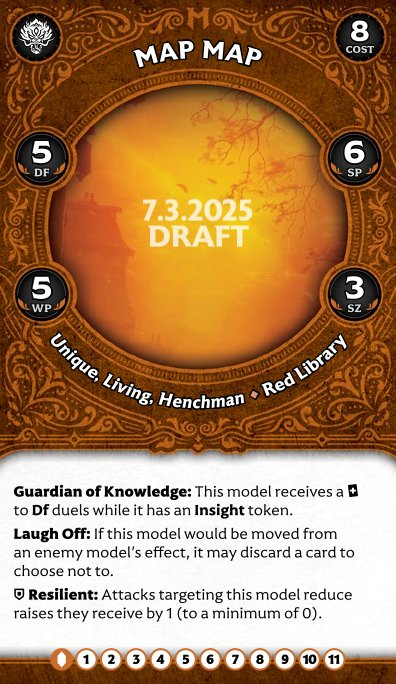 8
COST
MAP MAP
5
DF
6
SP
7.3.2025
DRAFT
5
WP
3
SZ
Unique, Living, Henchman ◆ Red Library
Guardian of Knowledge: This model receives a
to Df duels while it has an Insight token.
Laugh Off: If this model would be moved from
an enemy model's effect, it may discard a card to
choose not to.
Resilient: Attacks targeting this model reduce
raises they receive by 1 (to a minimum of 0).
1 2 3 4 5 6 7 8 9 10 11